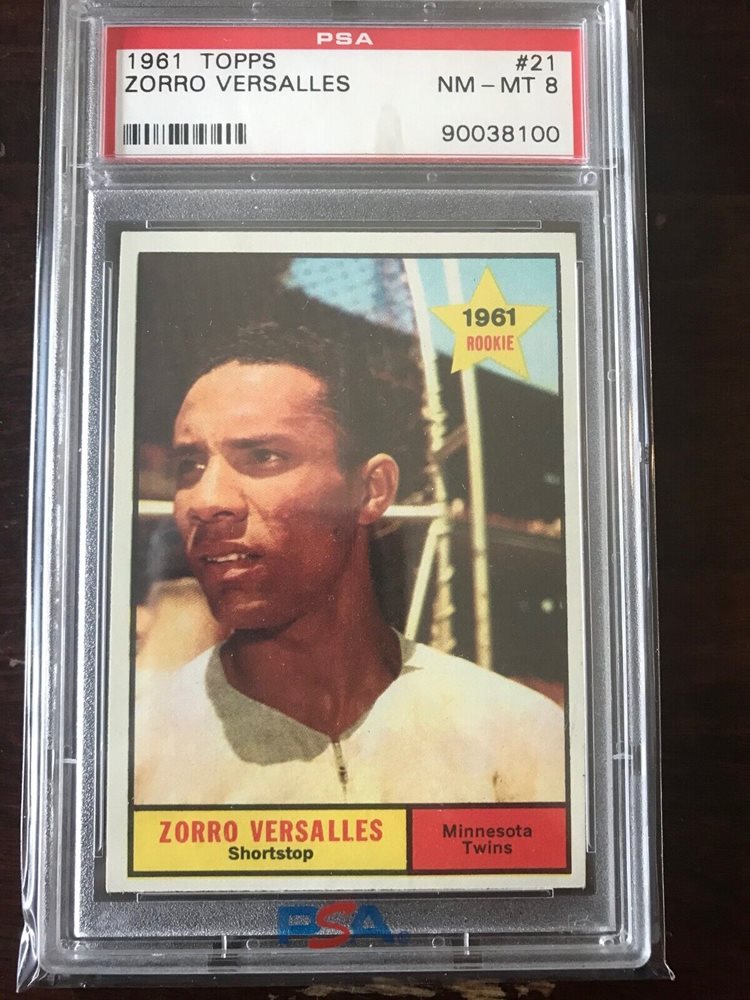 PSA
1961 TOPPS #21
ZORRO VERSALLES NM - MT 8
90038100
1961
ROOKIE
ZORRO VERSALLES
Shortstop
Minnesota
Twins
PSA